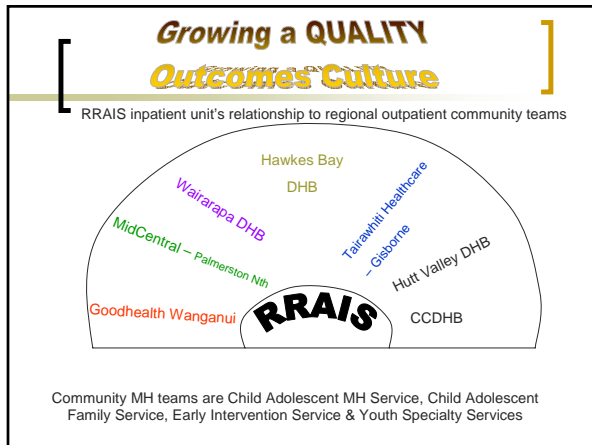 Growing a QUALITY
Outcomes Culture
RRAIS inpatient unit's relationship to regional outpatient community teams
Hawkes Bay
DHB
Wairarapa DHB
Tairawhiti Healthcare
– Gisborne
MidCentral – Palmerston Nth
Hutt Valley DHB
Goodhealth Wanganui
RRAIS
CCDHB
Community MH teams are Child Adolescent MH Service, Child Adolescent
Family Service, Early Intervention Service & Youth Specialty Services